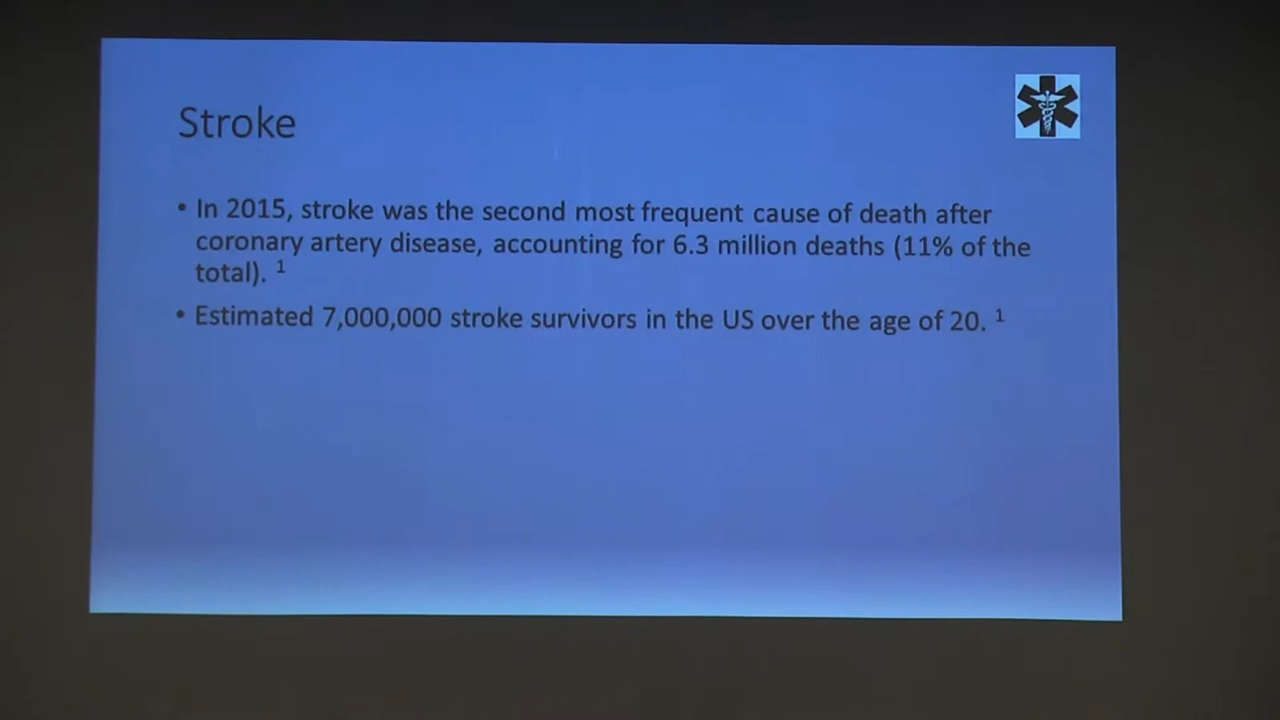 Stroke
• In 2015, stroke was the second most frequent cause of death after
coronary artery disease, accounting for 6.3 million deaths (11% of the
total). 1
• Estimated 7,000,000 stroke survivors in the US over the age of 20. 1